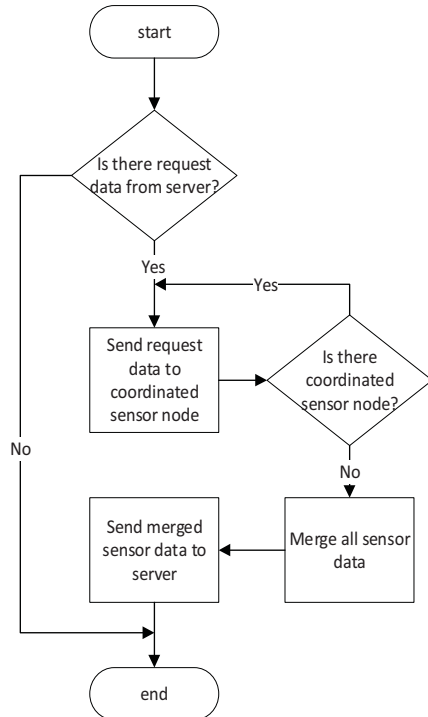 start
Is there request
data from server?
Yes
Yes
Send request
data to
coordinated
sensor node
Is there
coordinated
sensor node?
No
No
Send merged
sensor data to
server
Merge all sensor
data
end